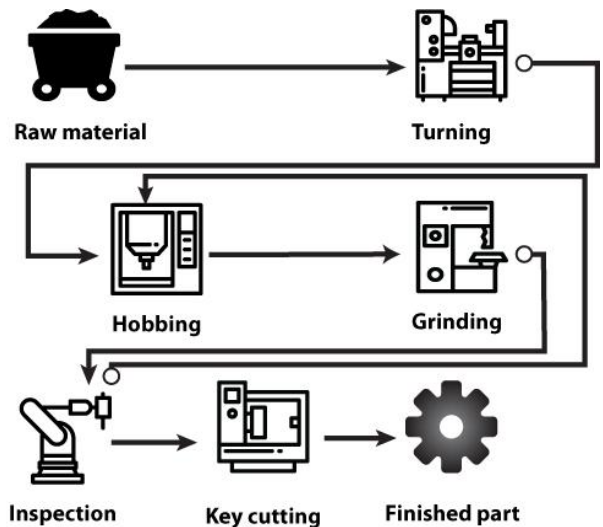 Raw material
Turning
Hobbing
Grinding
Inspection
Key cutting
Finished part